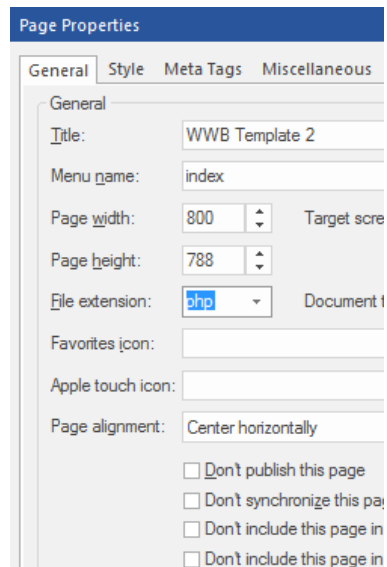 Page Properties
General Style Meta Tags Miscellaneous
General
Title: WWB Template 2
Menu name: index
Page width: 800 Target scre
Page height: 788
File extension: php Document t
Favorites icon:
Apple touch icon:
Page alignment: Center horizontally
Don't publish this page
Don't synchronize this pag
Don't include this page in
Don't include this page in